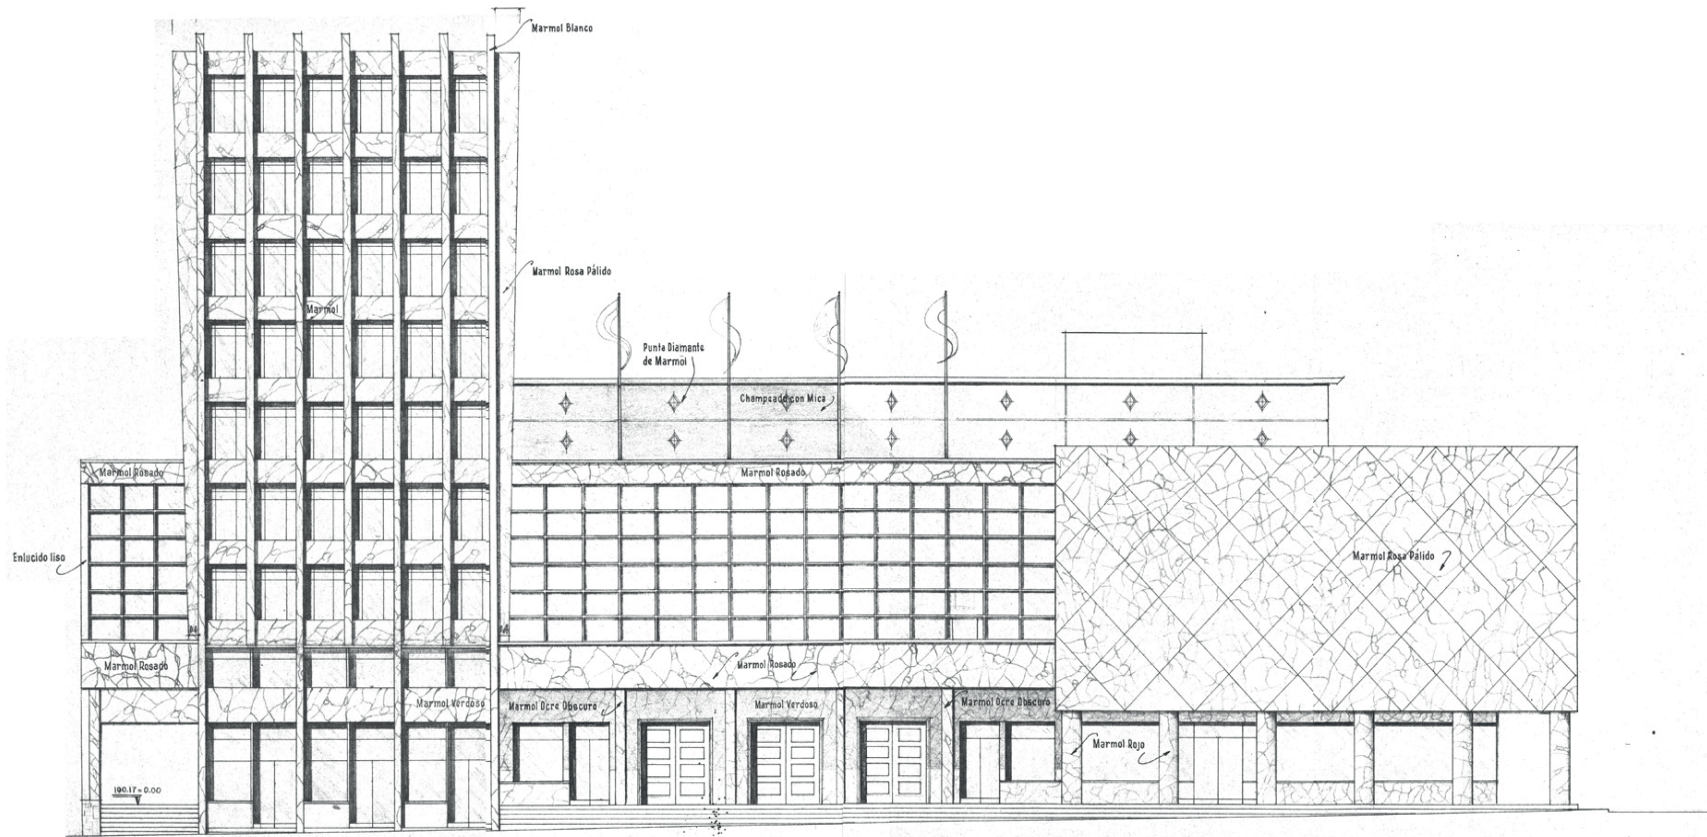 Marmol Blanco
Marmol Rosa Pálido
Marmol
Punta Diamante
de Marmol
Champeado con Mica
Marmol Rosado
Marmol Rosado
Enlucido liso
Marmol Rosa Pálido
Marmol Rosado
Marmol Rosado
Marmol Verdoso
Marmol Ocre Obscuro
Marmol Verdoso
Marmol Ocre Obscuro
Marmol Rojo
100.17=0.00